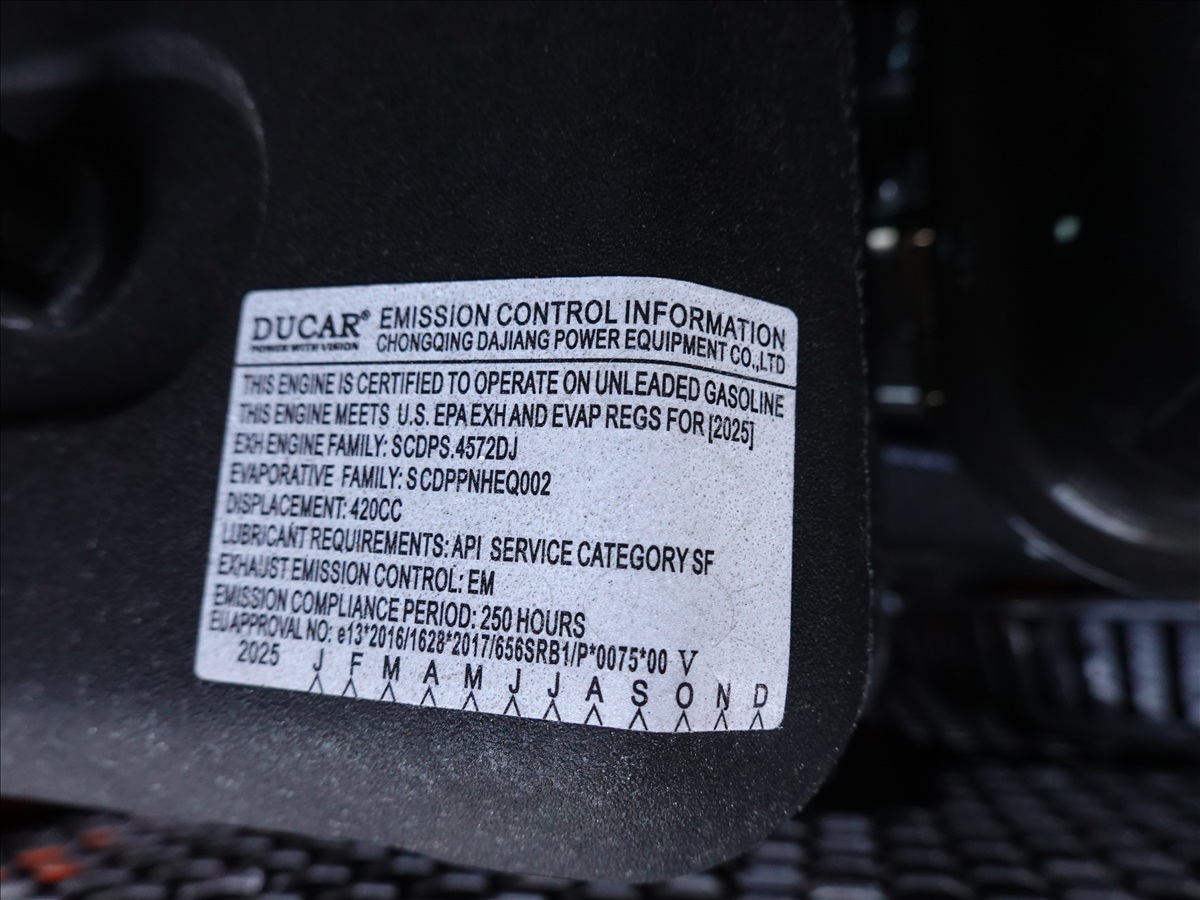 DUCAR® EMISSION CONTROL INFORMATION
POWER WITH VISION CHONGQING DAJIANG POWER EQUIPMENT CO.,LTD
THIS ENGINE IS CERTIFIED TO OPERATE ON UNLEADED GASOLINE
THIS ENGINE MEETS U.S. EPA EXH AND EVAP REGS FOR [2025]
EXH ENGINE FAMILY: SCDPS.4572DJ
EVAPORATIVE FAMILY: SCDPPNHEQ002
DISPLACEMENT: 420CC
LUBRICANT REQUIREMENTS: API SERVICE CATEGORY SF
EXHAUST EMISSION CONTROL: EM
EMISSION COMPLIANCE PERIOD: 250 HOURS
EU APPROVAL NO: e13*2016/1628*2017/656SRB1/P*0075*00 V
2025 J F M A M J J A S O N D